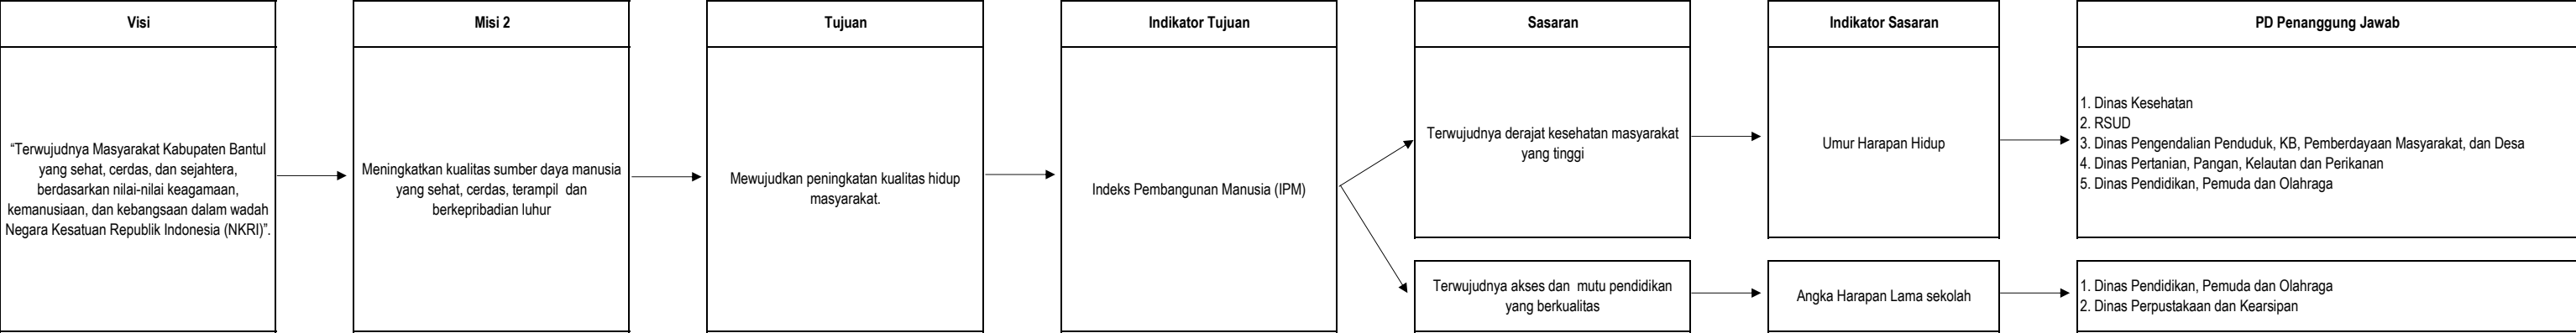 Visi
“Terwujudnya Masyarakat Kabupaten Bantul
yang sehat, cerdas, dan sejahtera,
berdasarkan nilai-nilai keagamaan,
kemanusiaan, dan kebangsaan dalam wadah
Negara Kesatuan Republik Indonesia (NKRI)”.
Misi 2
Meningkatkan kualitas sumber daya manusia
yang sehat, cerdas, terampil dan
berkepribadian luhur
Tujuan
Mewujudkan peningkatan kualitas hidup
masyarakat.
Indikator Tujuan
Indeks Pembangunan Manusia (IPM)
Sasaran
Terwujudnya derajat kesehatan masyarakat
yang tinggi
Terwujudnya akses dan mutu pendidikan
yang berkualitas
Indikator Sasaran
Umur Harapan Hidup
Angka Harapan Lama sekolah
PD Penanggung Jawab
1. Dinas Kesehatan
2. RSUD
3. Dinas Pengendalian Penduduk, KB, Pemberdayaan Masyarakat, dan Desa
4. Dinas Pertanian, Pangan, Kelautan dan Perikanan
5. Dinas Pendidikan, Pemuda dan Olahraga
1. Dinas Pendidikan, Pemuda dan Olahraga
2. Dinas Perpustakaan dan Kearsipan